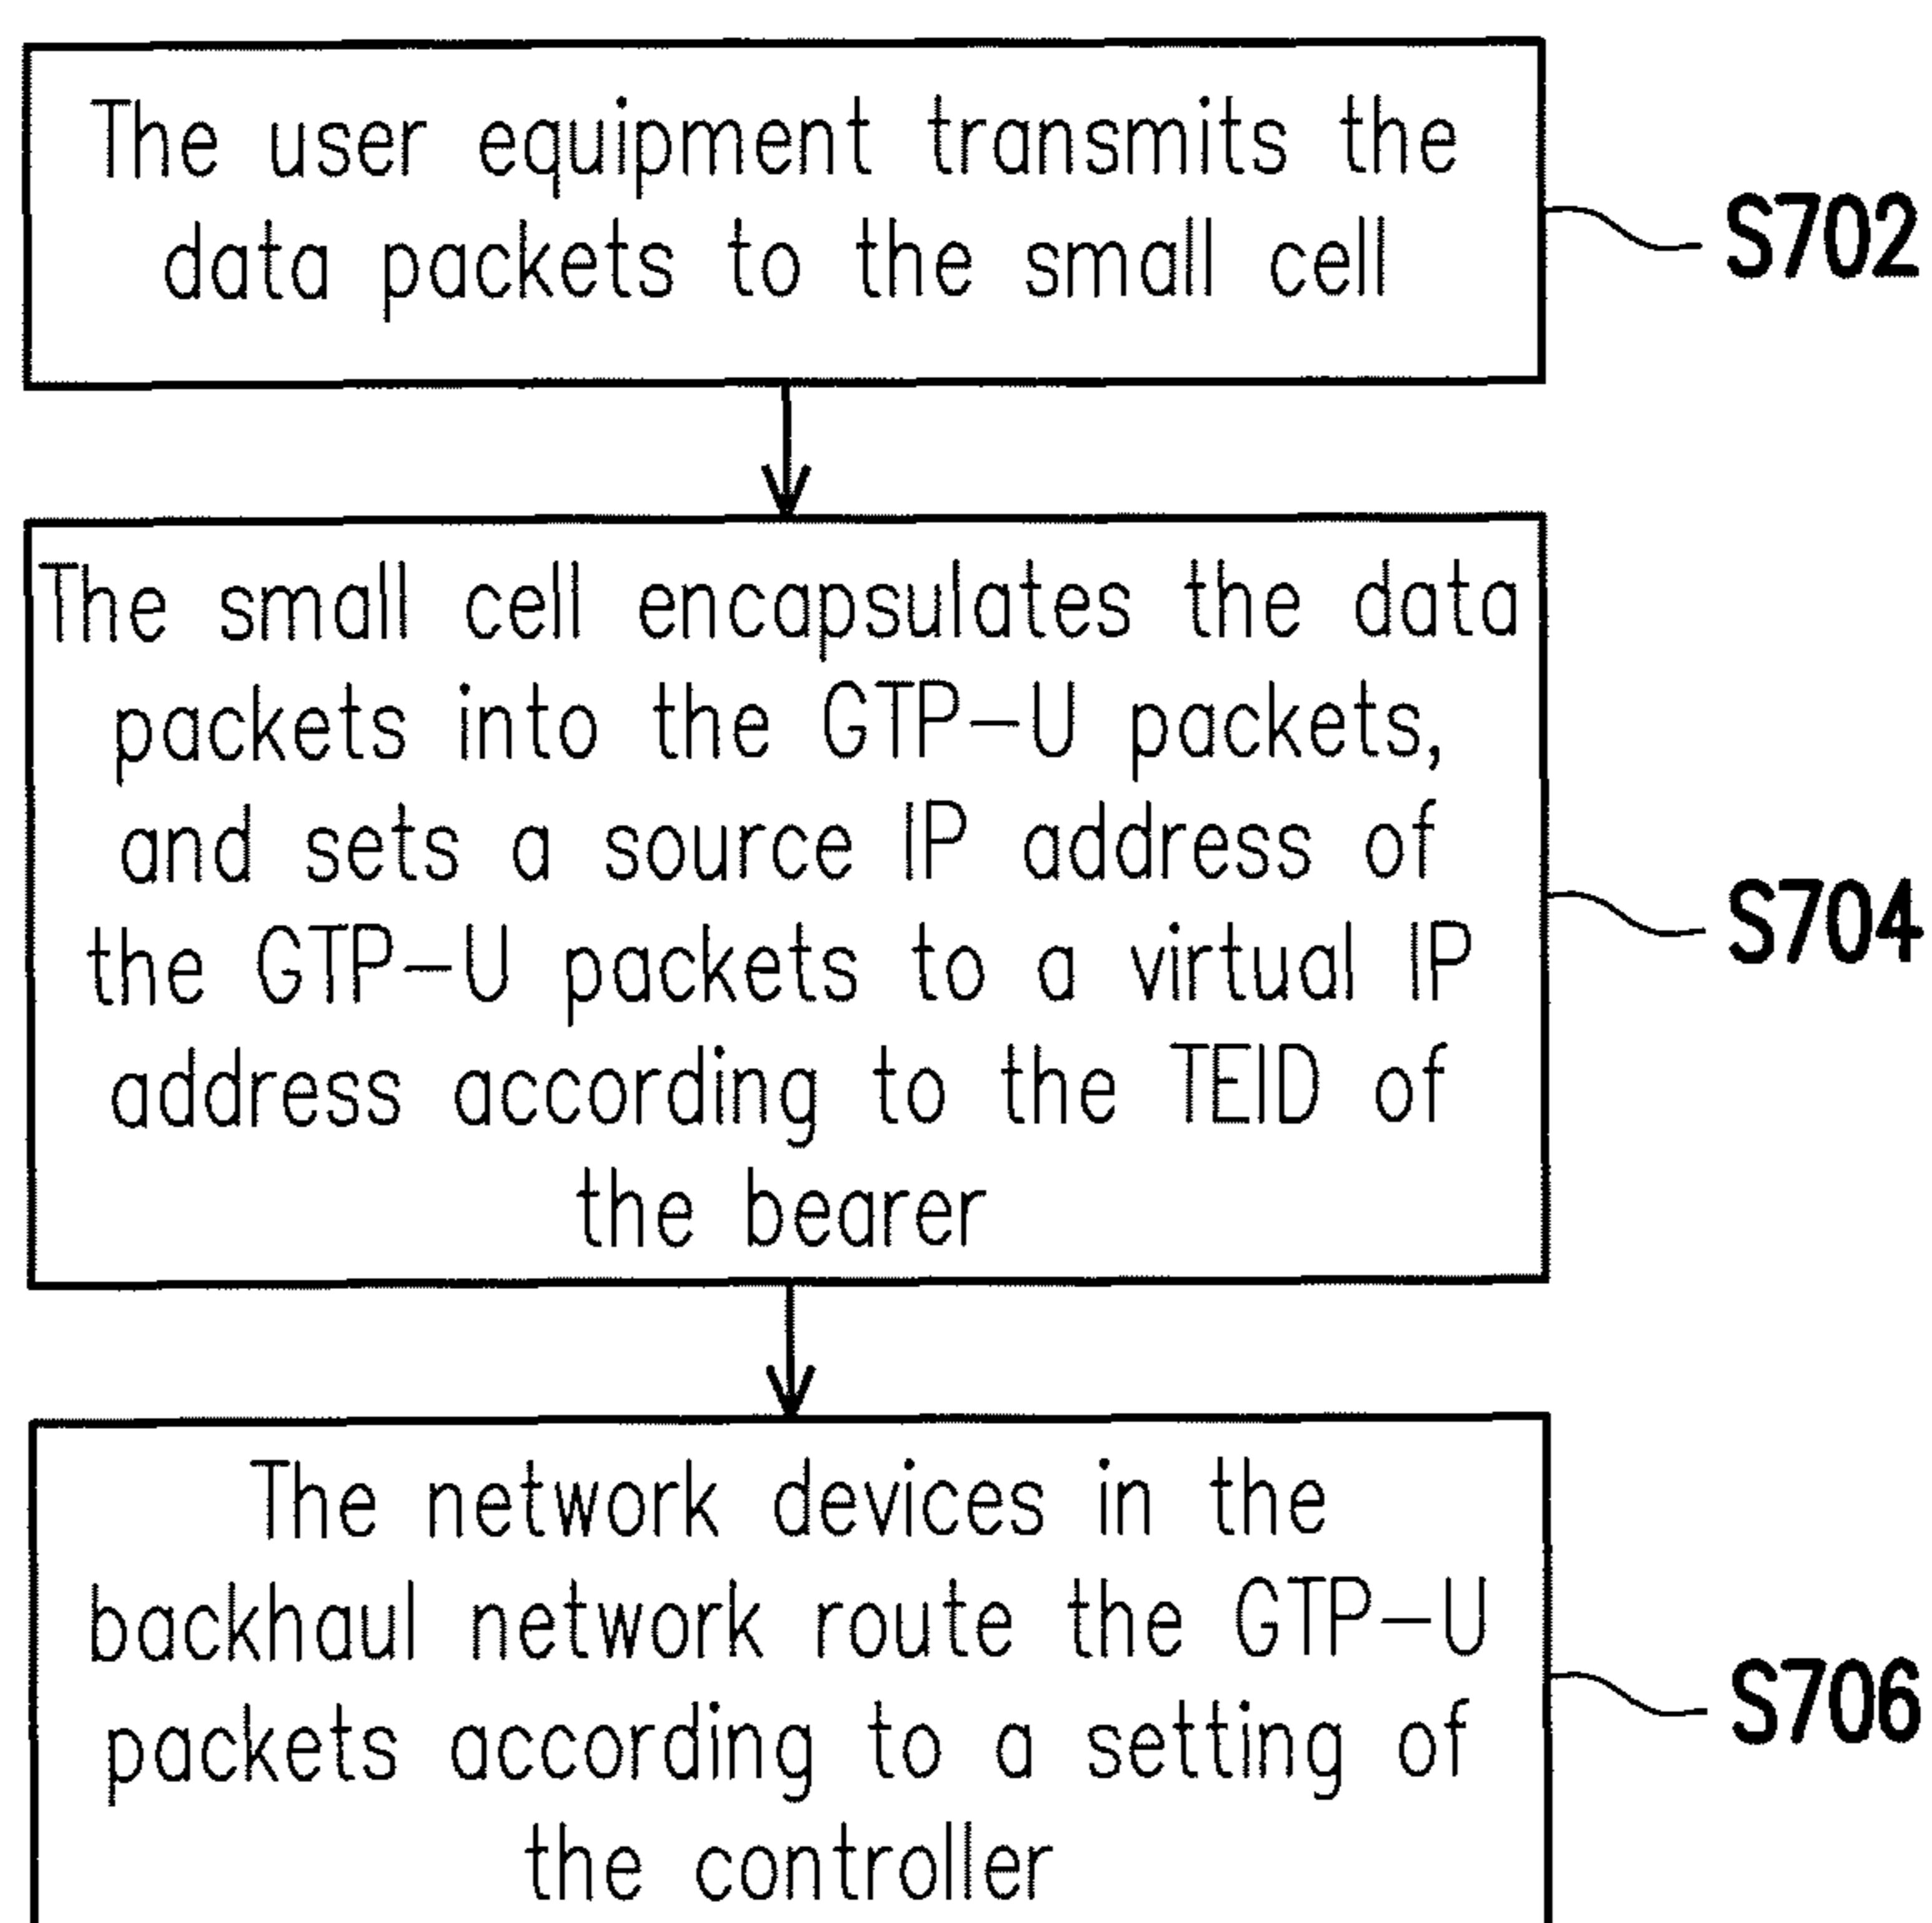 The user equipment transmits the
data packets to the small cell
S702
The small cell encapsulates the data
packets into the GTP-U packets,
and sets a source IP address of
the GTP-U packets to a virtual IP
address according to the TEID of
the bearer
S704
The network devices in the
backhaul network route the GTP-U
packets according to a setting of
the controller
S706